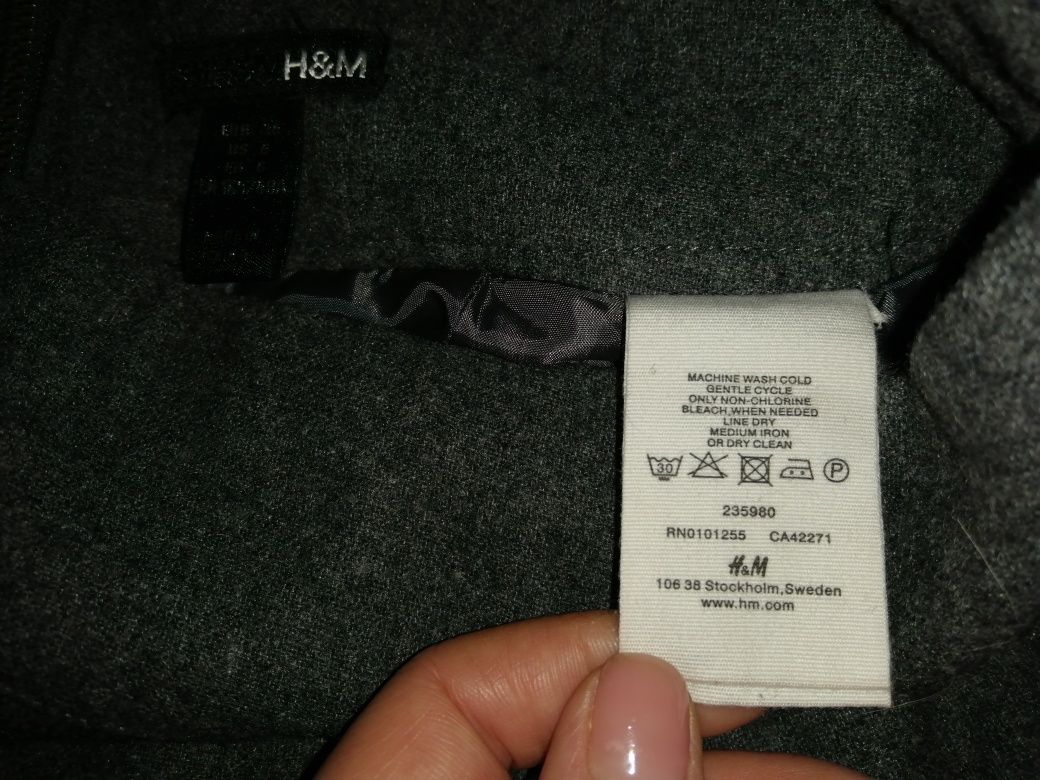 H&M
MACHINE WASH COLD
GENTLE CYCLE
ONLY NON-CHLORINE
BLEACH,WHEN NEEDED
LINE DRY
MEDIUM IRON
OR DRY CLEAN
30
P
235980
RN0101255 CA42271
H&M
106 38 Stockholm,Sweden
www.hm.com